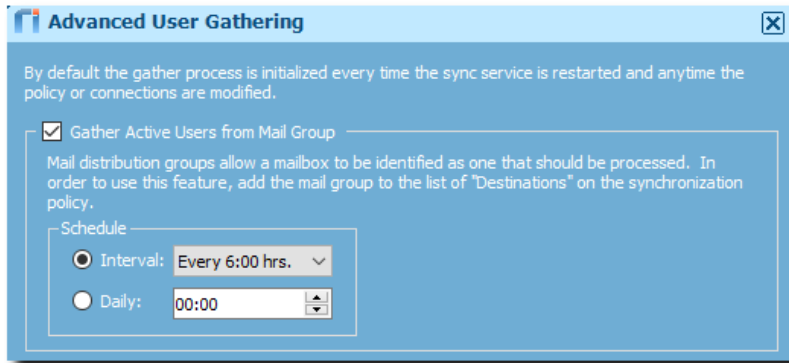 Advanced User Gathering
By default the gather process is initialized every time the sync service is restarted and anytime the
policy or connections are modified.
Gather Active Users from Mail Group
Mail distribution groups allow a mailbox to be identified as one that should be processed.  In
order to use this feature, add the mail group to the list of "Destinations" on the synchronization
policy.
Schedule
Interval: Every 6:00 hrs.
Daily: 00:00